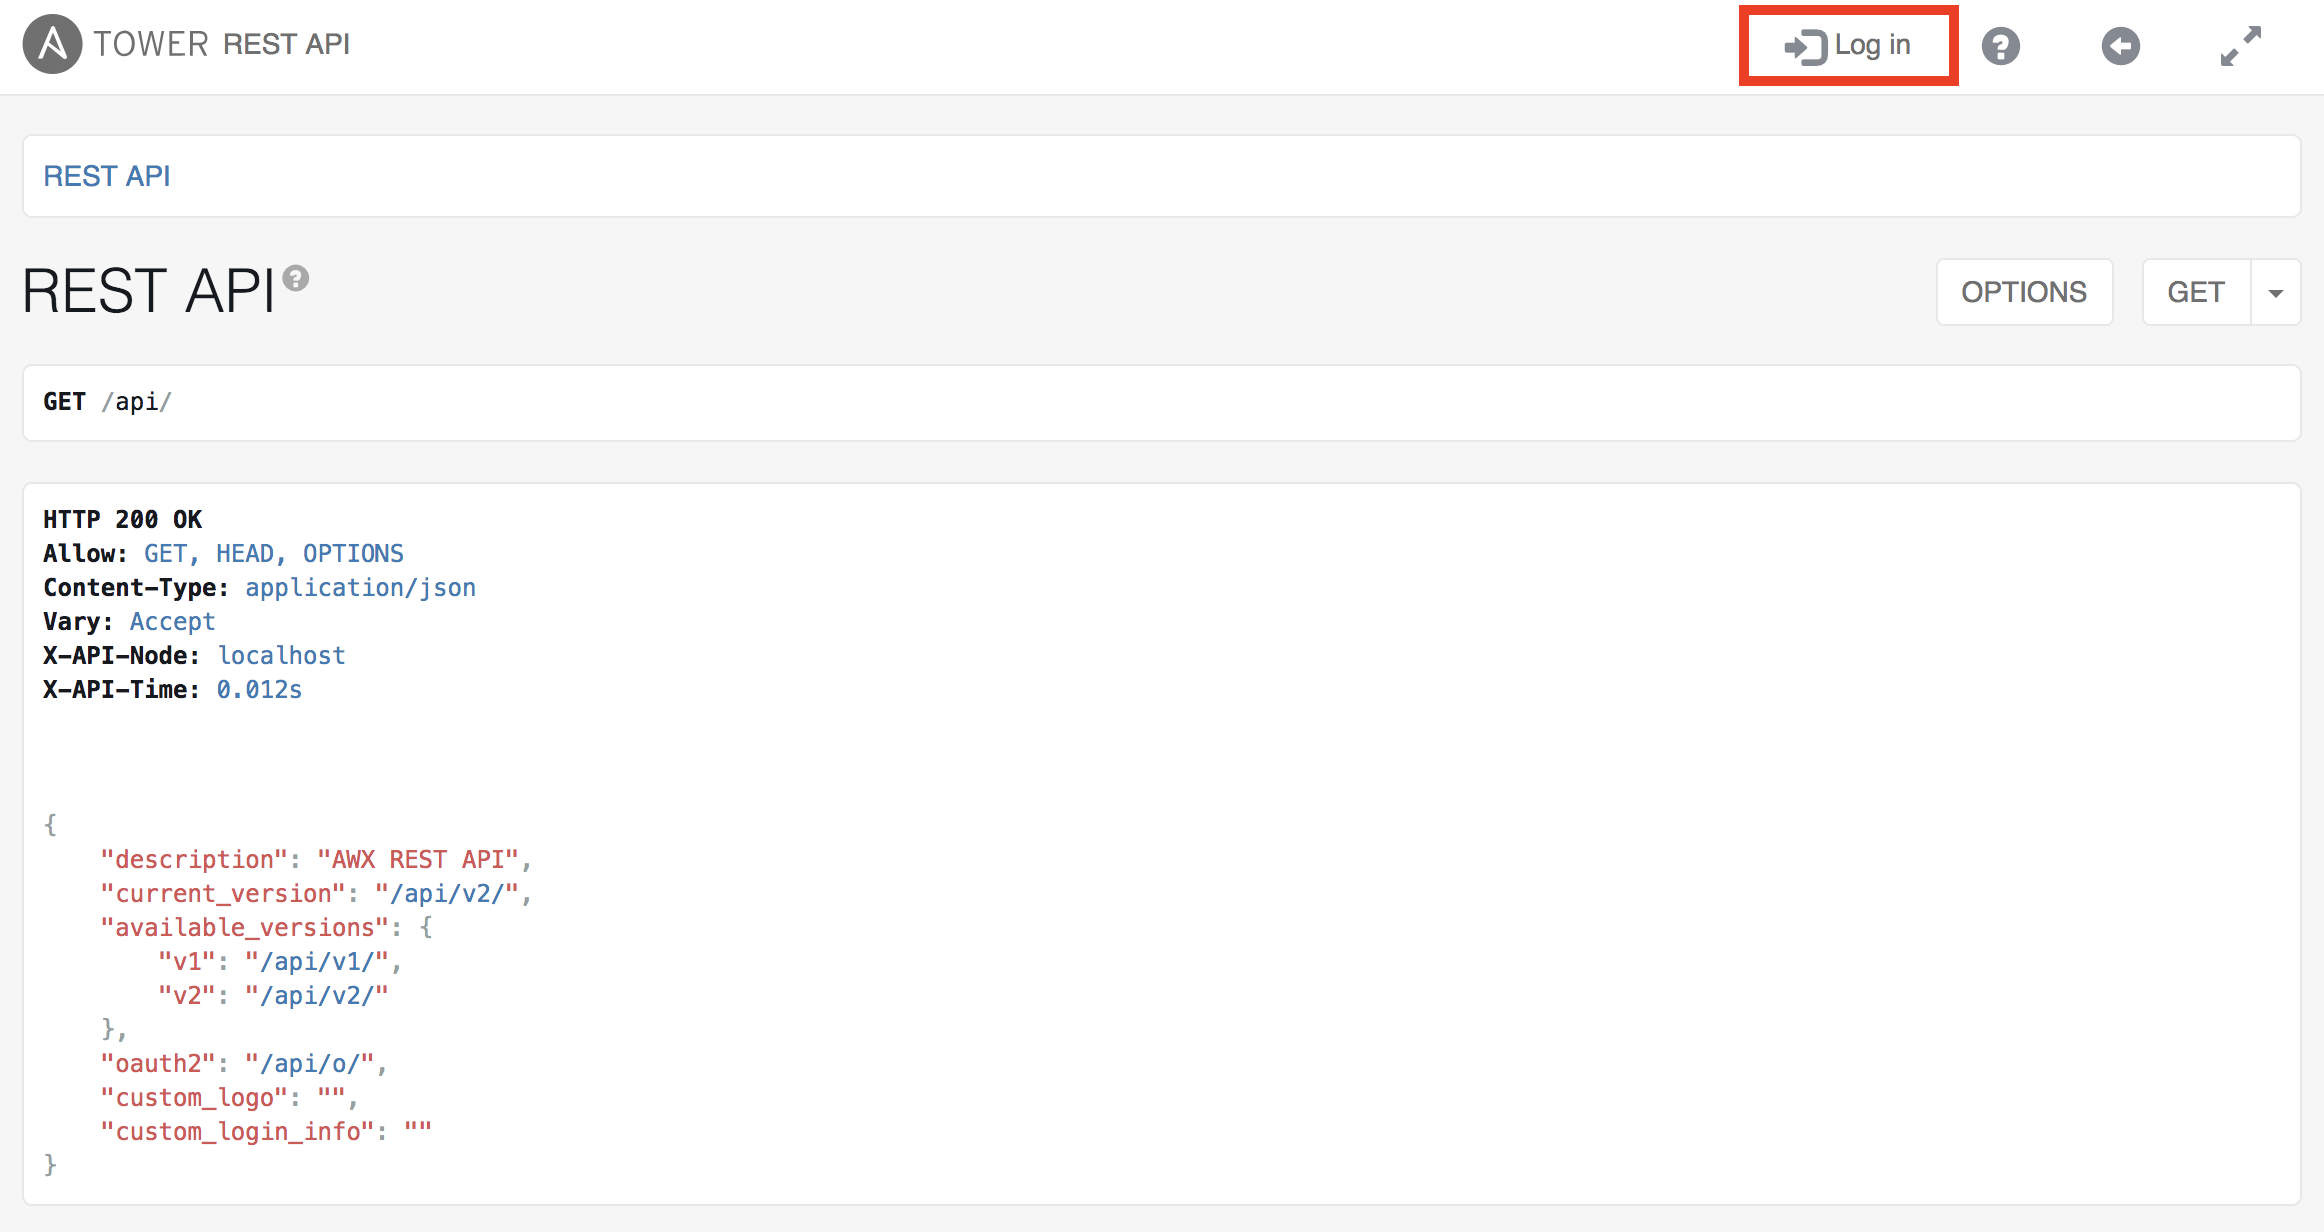 TOWER REST API
Log in
REST API
REST API
OPTIONS
GET
GET /api/
HTTP 200 OK
Allow: GET, HEAD, OPTIONS
Content-Type: application/json
Vary: Accept
X-API-Node: localhost
X-API-Time: 0.012s
{
    "description": "AWX REST API",
    "current_version": "/api/v2/",
    "available_versions": {
        "v1": "/api/v1/",
        "v2": "/api/v2/"
    },
    "oauth2": "/api/o/",
    "custom_logo": "",
    "custom_login_info": ""
}